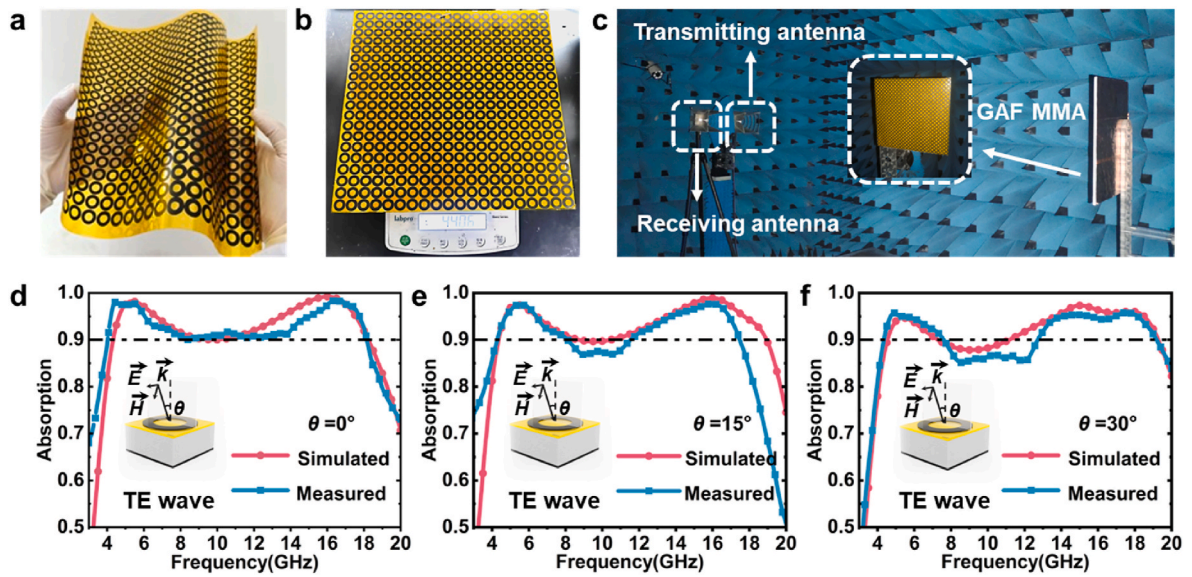 a
b
c
labpro
Transmitting antenna
GAF MMA
Receiving antenna
d
Absorption
1.0
0.9
0.8
0.7
0.6
0.5
E K
H θ
θ =0°
Simulated
Measured
TE wave
4 6 8 10 12 14 16 18 20
Frequency(GHz)
e
Absorption
1.0
0.9
0.8
0.7
0.6
0.5
E K
H θ
θ =15°
Simulated
Measured
TE wave
4 6 8 10 12 14 16 18 20
Frequency(GHz)
f
Absorption
1.0
0.9
0.8
0.7
0.6
0.5
E K
H θ
θ =30°
Simulated
Measured
TE wave
4 6 8 10 12 14 16 18 20
Frequency(GHz)